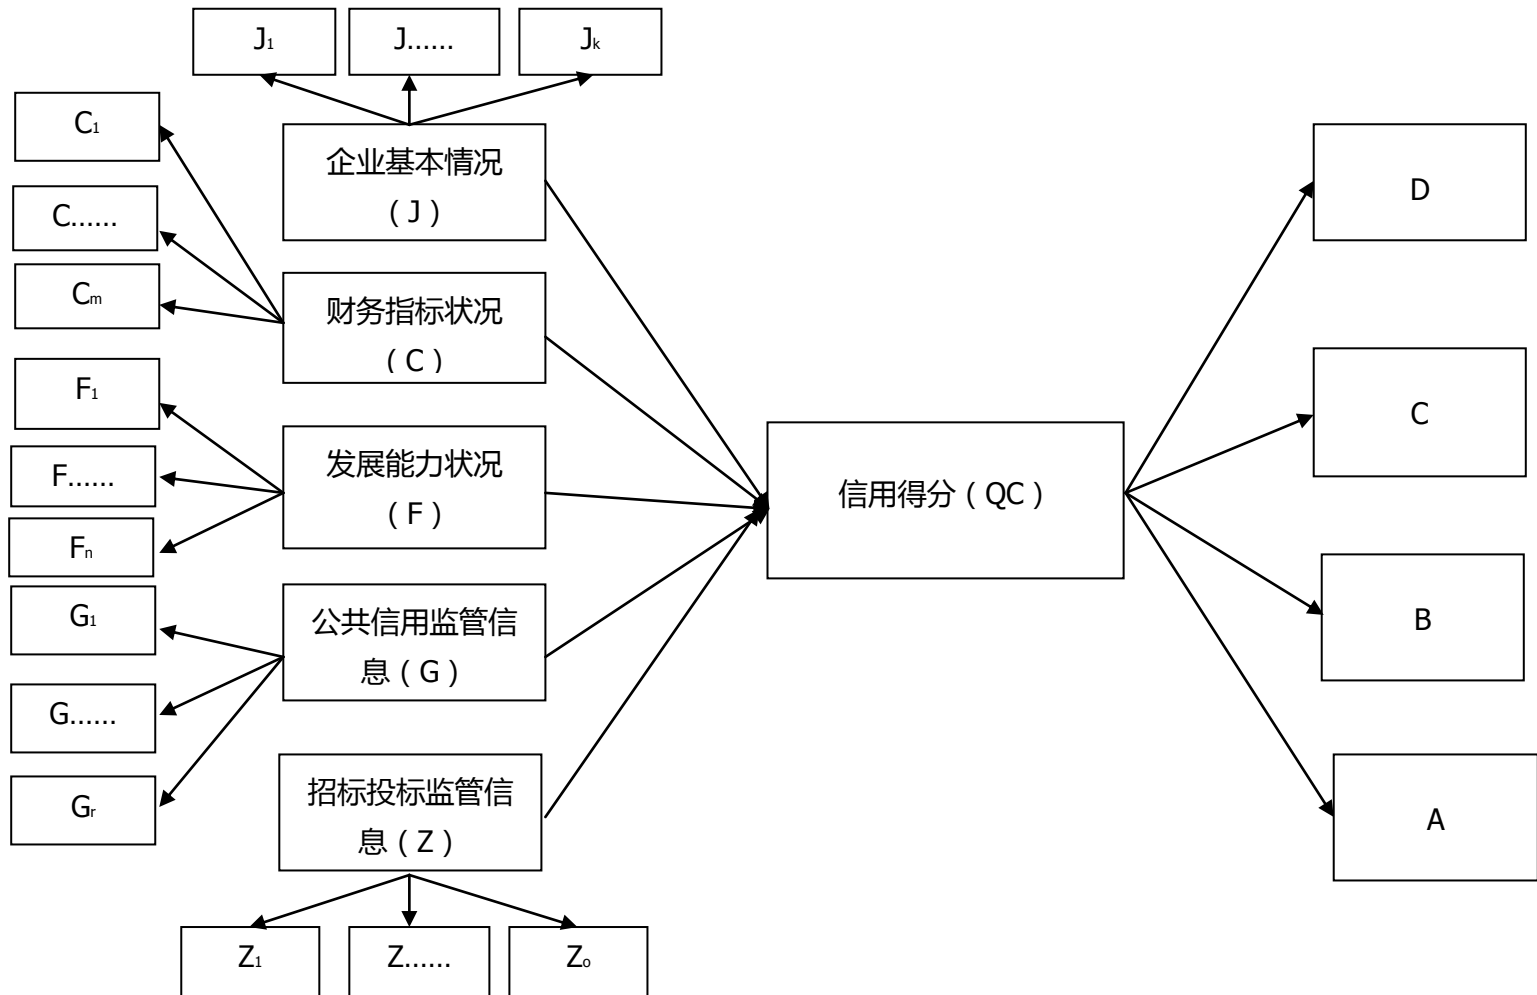 J₁
J......
Jₖ
C₁
C......
Cₘ
F₁
F......
Fₙ
G₁
G......
Gᵣ
企业基本情况
（J）
财务指标状况
（C）
发展能力状况
（F）
公共信用监管信
息（G）
招标投标监管信
息（Z）
Z₁
Z......
Zₒ
信用得分（QC）
D
C
B
A